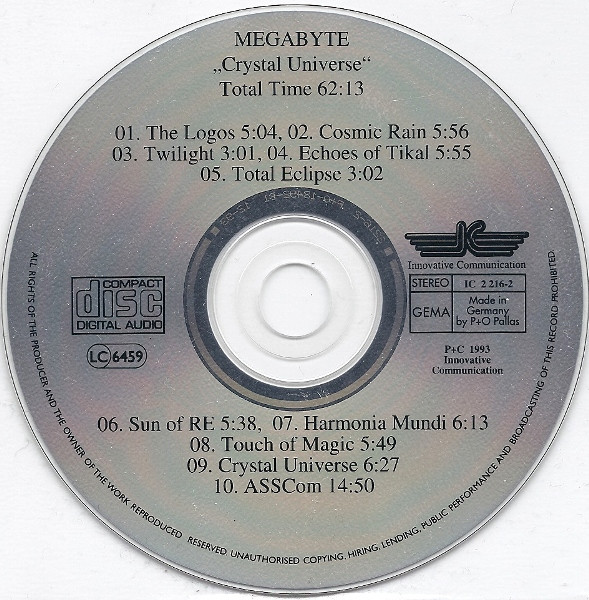 MEGABYTE
„Crystal Universe“
Total Time 62:13
01. The Logos 5:04, 02. Cosmic Rain 5:56
03. Twilight 3:01, 04. Echoes of Tikal 5:55
05. Total Eclipse 3:02
IC
Innovative Communication
STEREO
IC 2 216-2
GEMA
Made in
Germany
by P+O Pallas
P+C 1993
Innovative
Communication
COMPACT
disc
DIGITAL AUDIO
LC 6459
06. Sun of RE 5:38, 07. Harmonia Mundi 6:13
08. Touch of Magic 5:49
09. Crystal Universe 6:27
10. ASSCom 14:50
ALL RIGHTS OF THE PRODUCER AND THE OWNER OF THE WORK REPRODUCED RESERVED UNAUTHORISED COPYING, HIRING, LENDING, PUBLIC PERFORMANCE AND BROADCASTING OF THIS RECORD PROHIBITED.